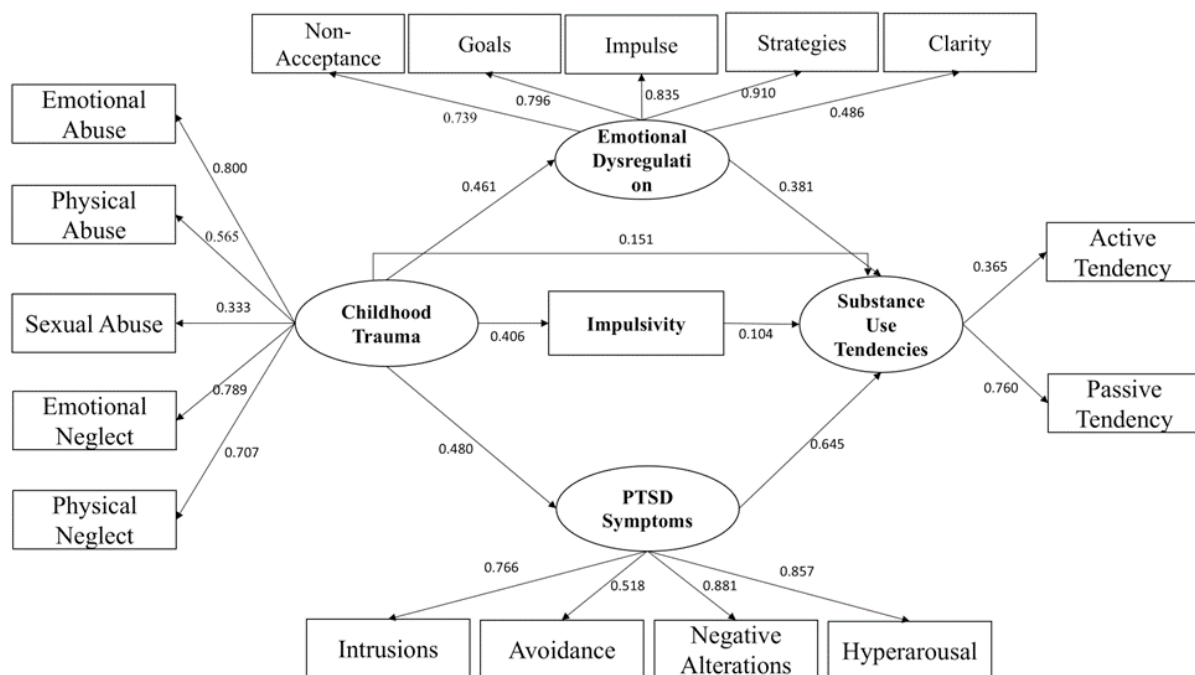 Non-
Acceptance
Goals
Impulse
Strategies
Clarity
0.739
0.796
0.835
0.910
0.486
Emotional
Abuse
Physical
Abuse
Sexual Abuse
Emotional
Neglect
Physical
Neglect
0.800
0.565
0.333
0.789
0.707
Emotional
Dysregulati
on
0.461
0.381
0.151
Childhood
Trauma
0.406
Impulsivity
0.104
Substance
Use
Tendencies
0.365
Active
Tendency
0.760
Passive
Tendency
0.480
0.645
PTSD
Symptoms
0.766
0.518
0.881
0.857
Intrusions
Avoidance
Negative
Alterations
Hyperarousal